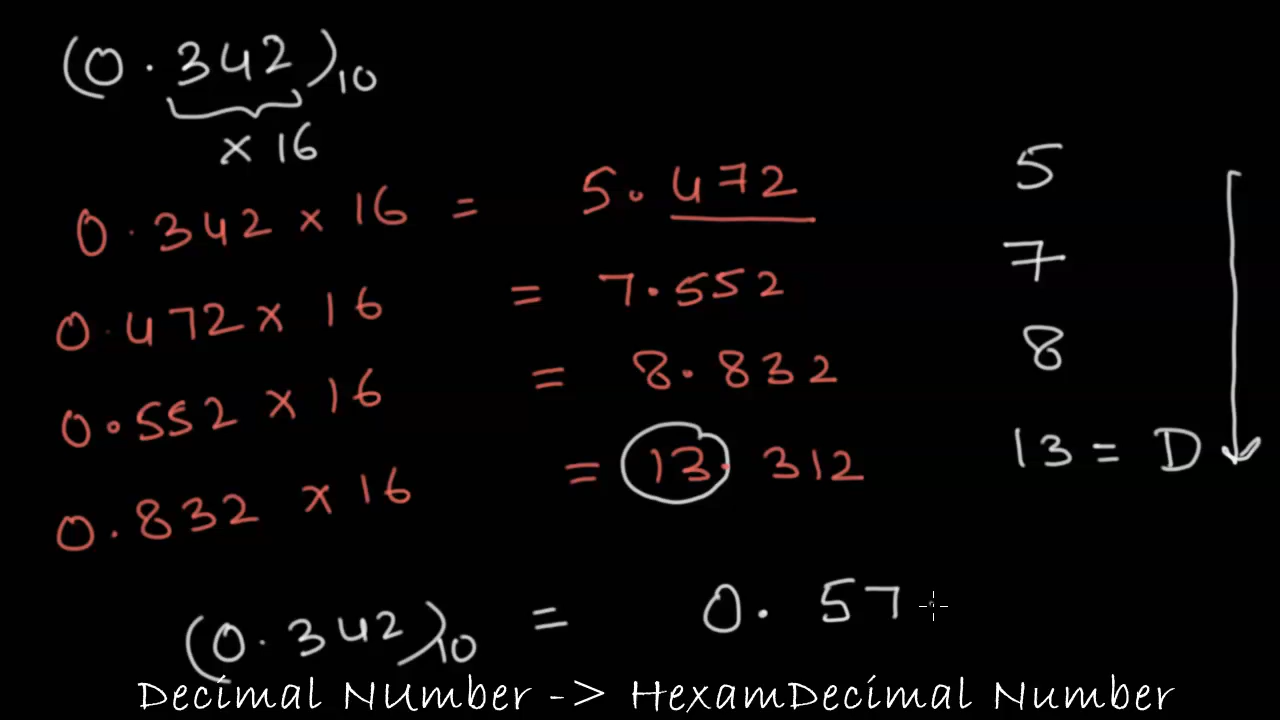 (0.342)10
x 16
0.342 x 16 = 5.472
5
0.472 x 16 = 7.552
7
0.552 x 16 = 8.832
8
0.832 x 16 = 13.312
13 = D
(0.342)10 = 0.57
Decimal Number -> HexamDecimal Number